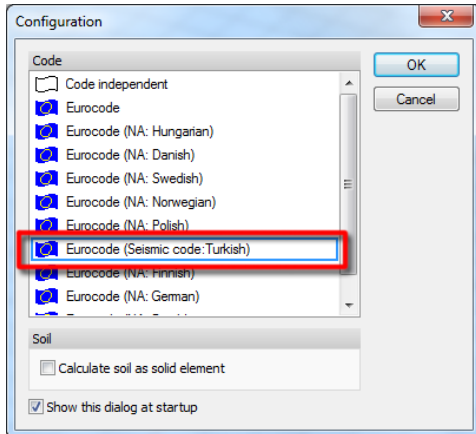 Configuration
Code
OK
Code independent
Cancel
Eurocode
Eurocode (NA: Hungarian)
Eurocode (NA: Danish)
Eurocode (NA: Swedish)
Eurocode (NA: Norwegian)
Eurocode (NA: Polish)
Eurocode (Seismic code:Turkish)
Eurocode (NA: Finnish)
Eurocode (NA: German)
Soil
Calculate soil as solid element
Show this dialog at startup